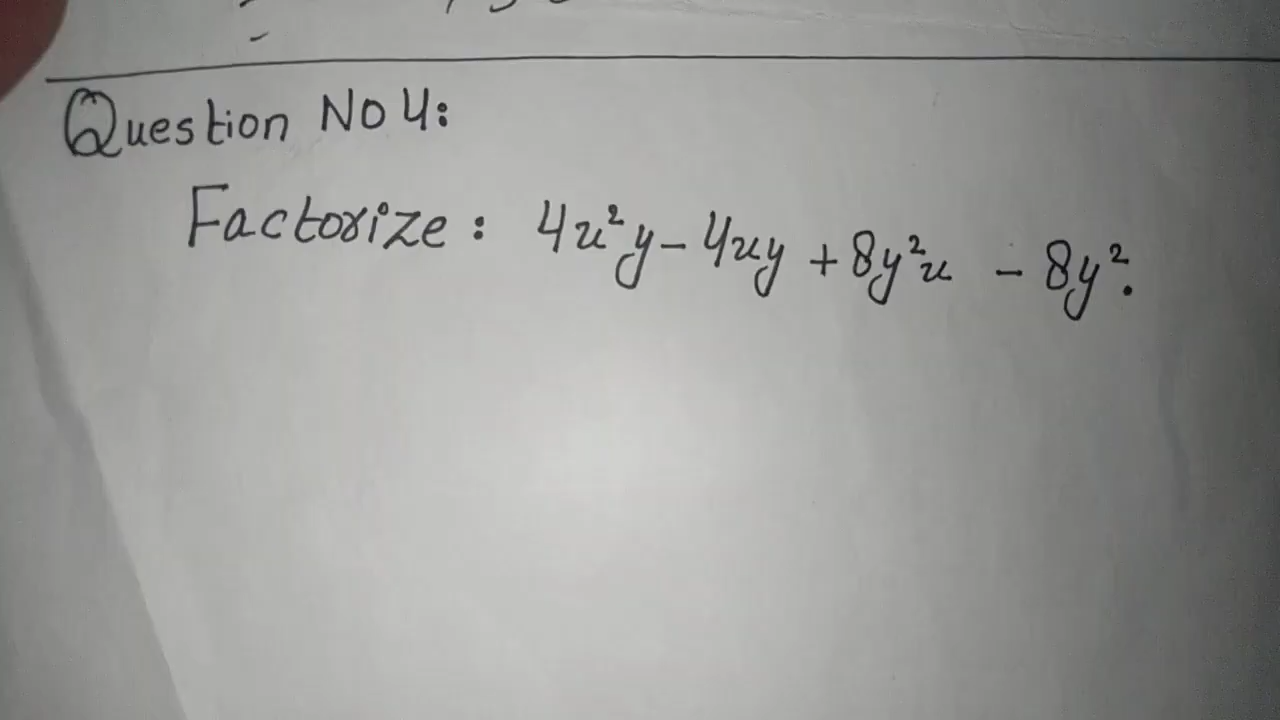 Question NO 4:
Factorize: 4x²y - 4xy + 8y²x - 8y².